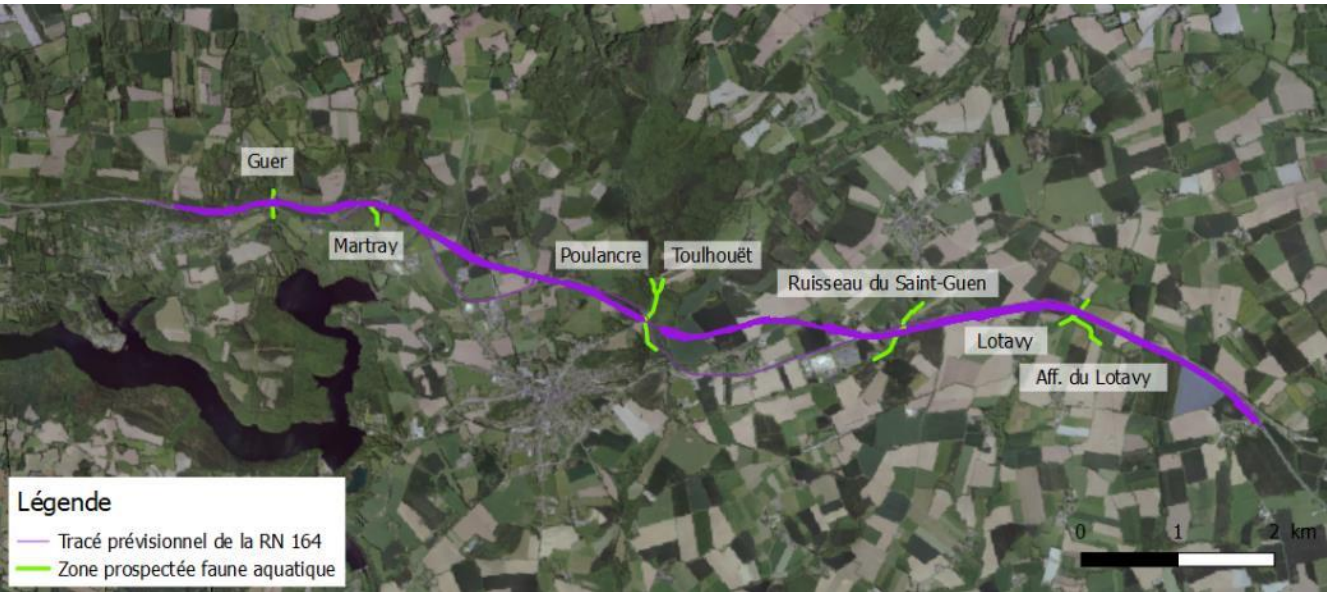 Guer
Martray
Poulancre
Toulhouët
Ruisseau du Saint-Guen
Lotavy
Aff. du Lotavy
Légende
Tracé prévisionnel de la RN 164
Zone prospectée faune aquatique
0 1 2 km